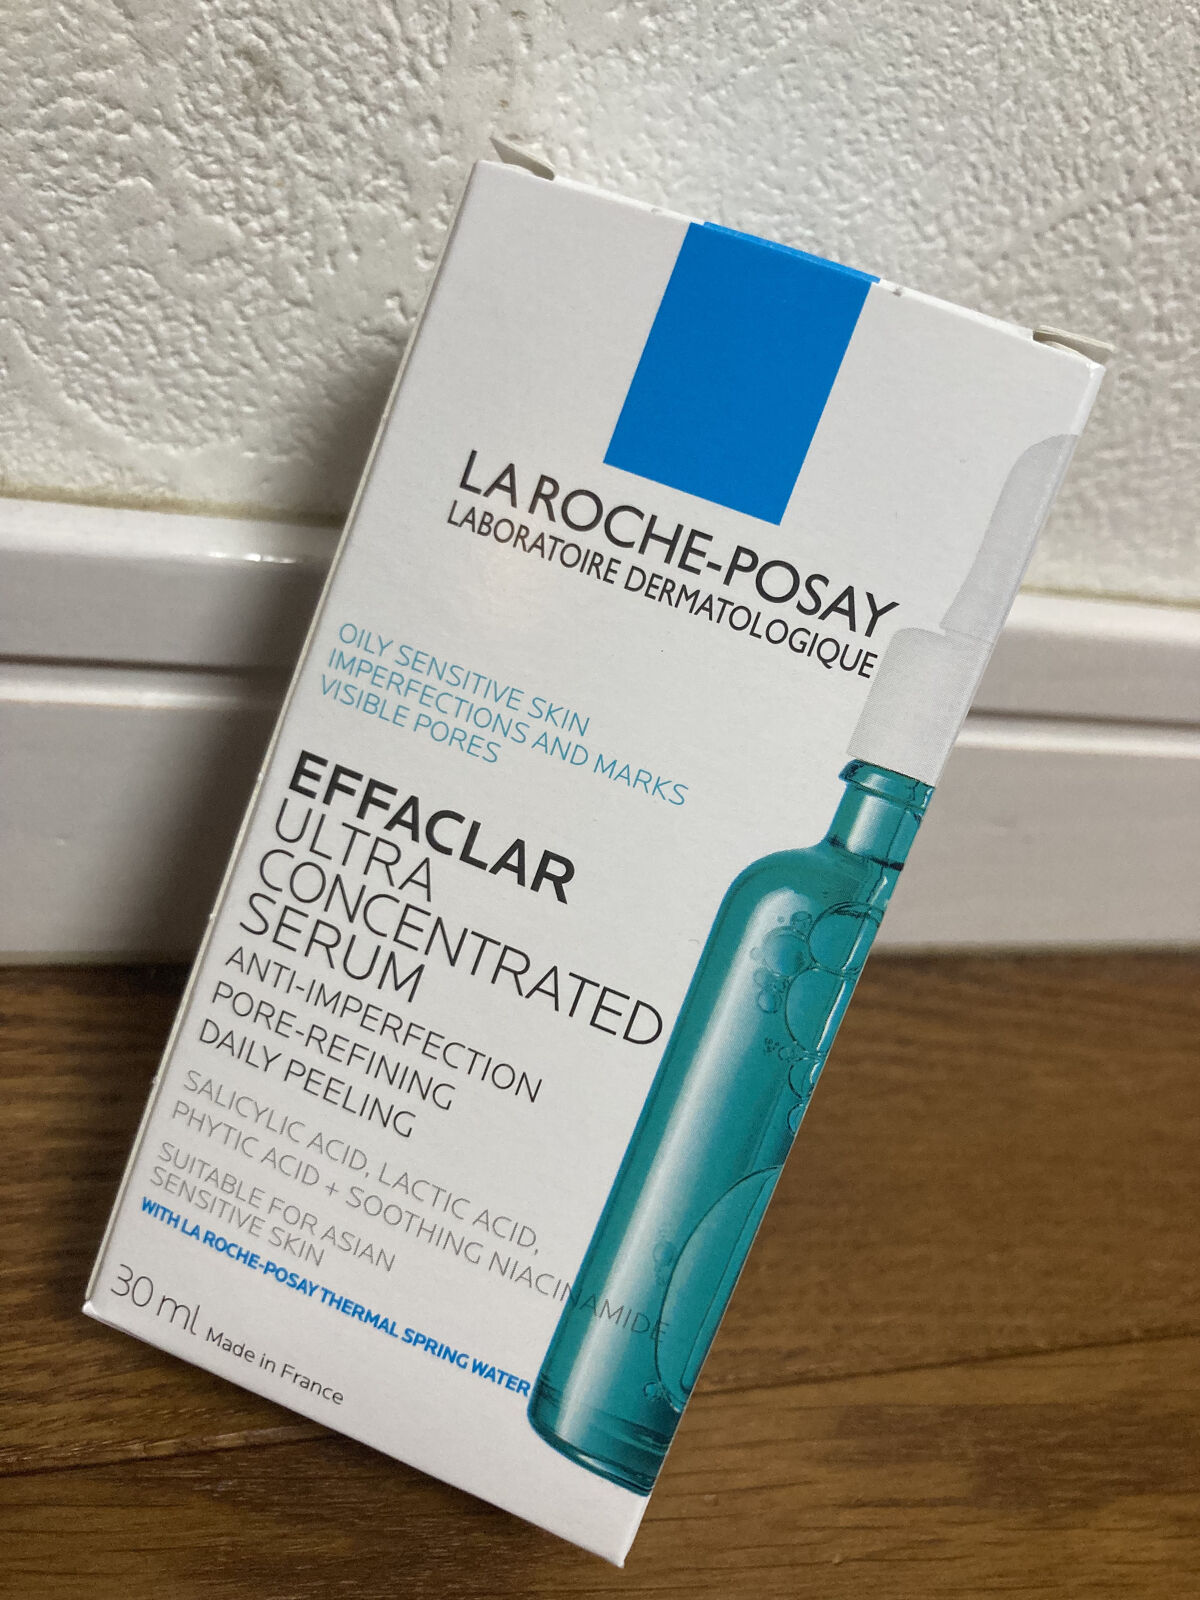 LA ROCHE-POSAY
LABORATOIRE DERMATOLOGIQUE
OILY SENSITIVE SKIN
IMPERFECTIONS AND MARKS
VISIBLE PORES
EFFACLAR
ULTRA
CONCENTRATED
SERUM
ANTI-IMPERFECTION
PORE-REFINING
DAILY PEELING
SALICYLIC ACID, LACTIC ACID,
PHYTIC ACID + SOOTHING NIACINAMIDE
SUITABLE FOR ASIAN
SENSITIVE SKIN
WITH LA ROCHE-POSAY THERMAL SPRING WATER
30 ml Made in France